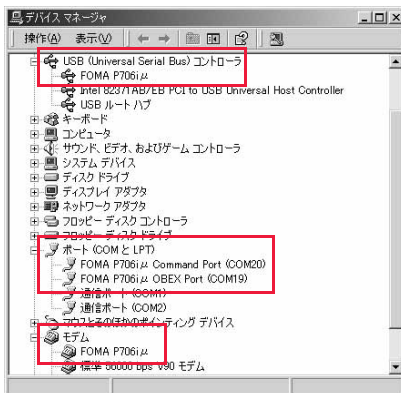 デバイス マネージャ
操作(A) 表示(V)
USB (Universal Serial Bus) コントローラ
FOMA P706iμ
Intel 82371AB/EB PCI to USB Universal Host Controller
USB ルート ハブ
キーボード
コンピュータ
サウンド、ビデオ、およびゲーム コントローラ
システム デバイス
ディスク ドライブ
ディスプレイ アダプタ
ネットワーク アダプタ
フロッピー ディスク コントローラ
フロッピー ディスク ドライブ
ポート (COM と LPT)
FOMA P706iμ Command Port (COM20)
FOMA P706iμ OBEX Port (COM19)
通信ポート (COM1)
通信ポート (COM2)
マウスとそのほかのポインティング デバイス
モデム
FOMA P706iμ
標準 56000 bps V90 モデム